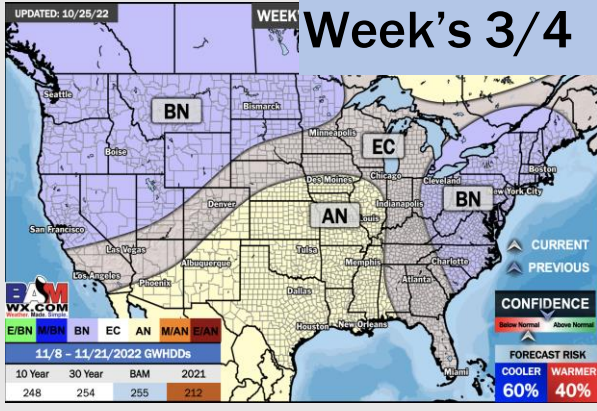 UPDATED: 10/25/22
WEEK
Week's 3/4
Seattle
BN
Bismarck
Minneapolis
EC
Boise
Des Moines
Chicago
Cleveland
Boston
BN
ew York City
Denver
AN
Louis
Indianapolis
San Francisco
Las Vegas
Albuquerque
Tulsa
Memphis
Charlotte
CURRENT
Los Angeles
Phoenix
Atlanta
PREVIOUS
Dallas
BAM
WX.COM
Weather. Made. Simple.
Houston
New Orleans
CONFIDENCE
Below Normal
Above Normal
E/BN M/BN BN EC AN M/AN E/AN
11/8 – 11/21/2022 GWHDDs
10 Year 30 Year BAM 2021
248 254 255 212
Miami
FORECAST RISK
COOLER WARMER
60% 40%